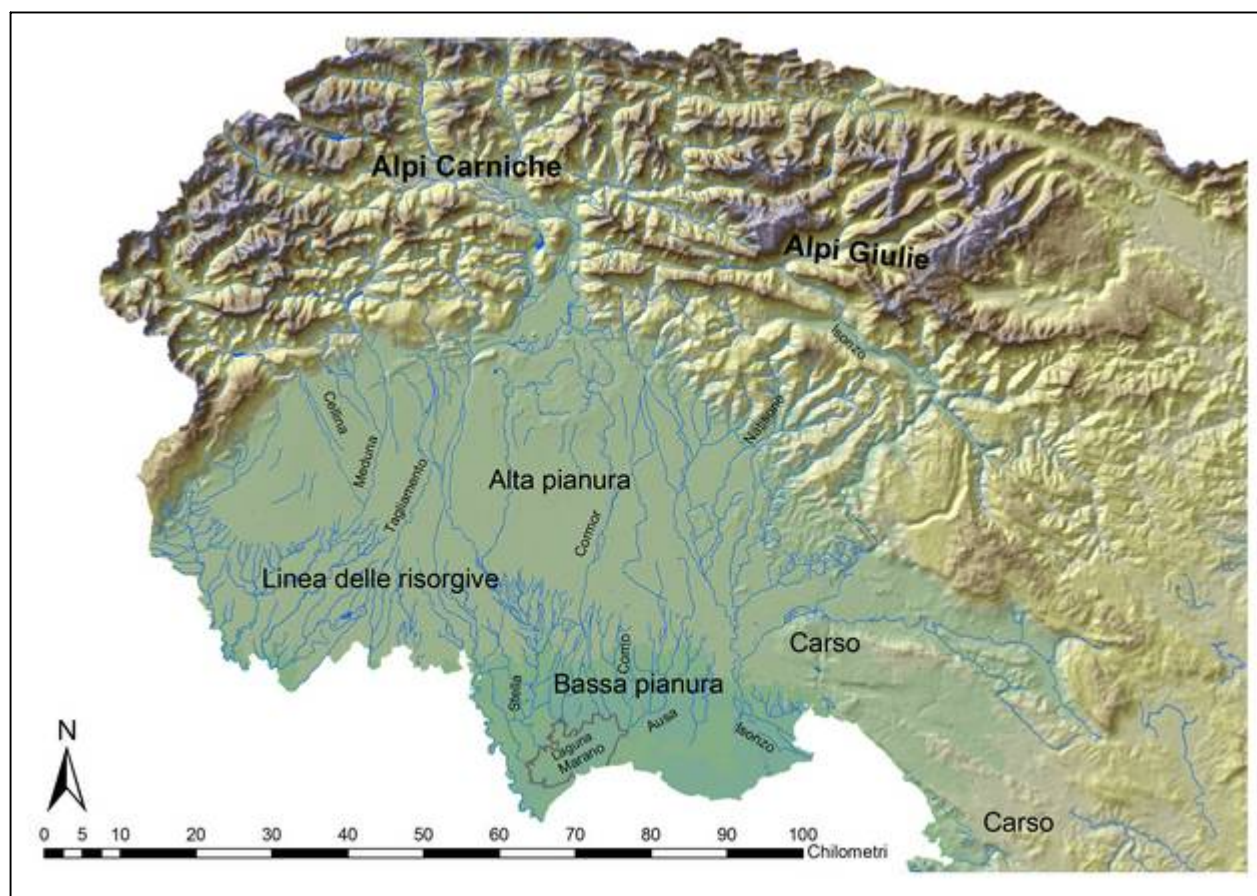 Alpi Carniche
Alpi Giulie
Isonzo
Cellina
Natisone
Meduna
Tagliamento
Alta pianura
Cormor
Linea delle risorgive
Carso
Corno
Bassa pianura
Stella
Ausa
Laguna
Marano
Isonzo
N
Carso
0 5 10 20 30 40 50 60 70 80 90 100
Chilometri